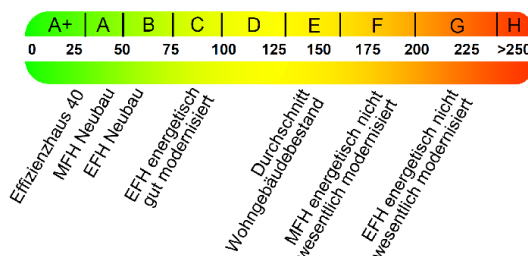 A+ A B C D E F G H
0 25 50 75 100 125 150 175 200 225 >250
Effizienzhaus 40
MFH Neubau
EFH Neubau
EFH energetisch
gut modernisiert
Durchschnitt
Wohngebäudebestand
MFH energetisch nicht
wesentlich modernisiert
EFH energetisch nicht
wesentlich modernisiert